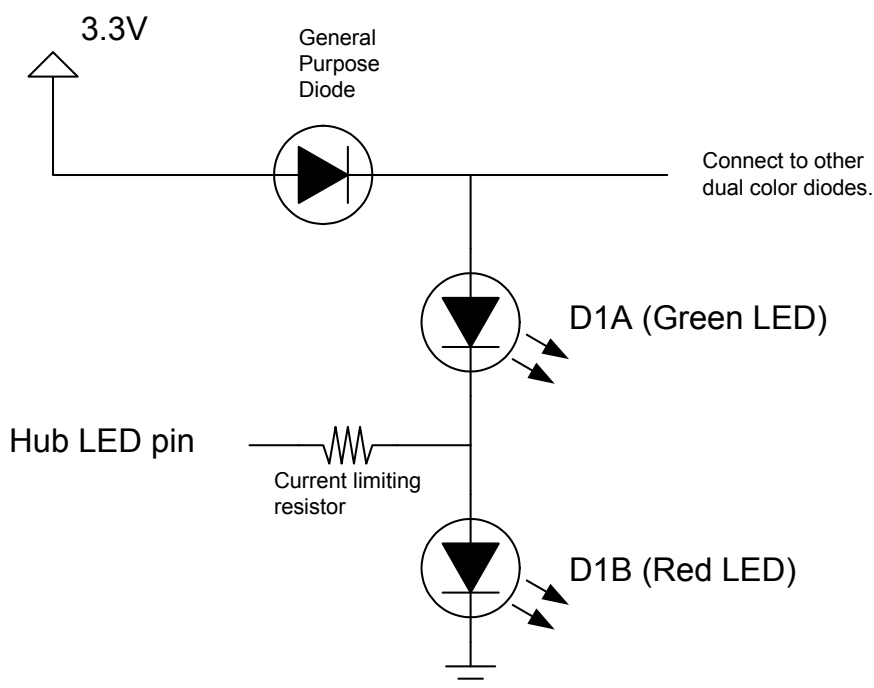 3.3V
General
Purpose
Diode
Connect to other
dual color diodes.
D1A (Green LED)
Hub LED pin
Current limiting
resistor
D1B (Red LED)